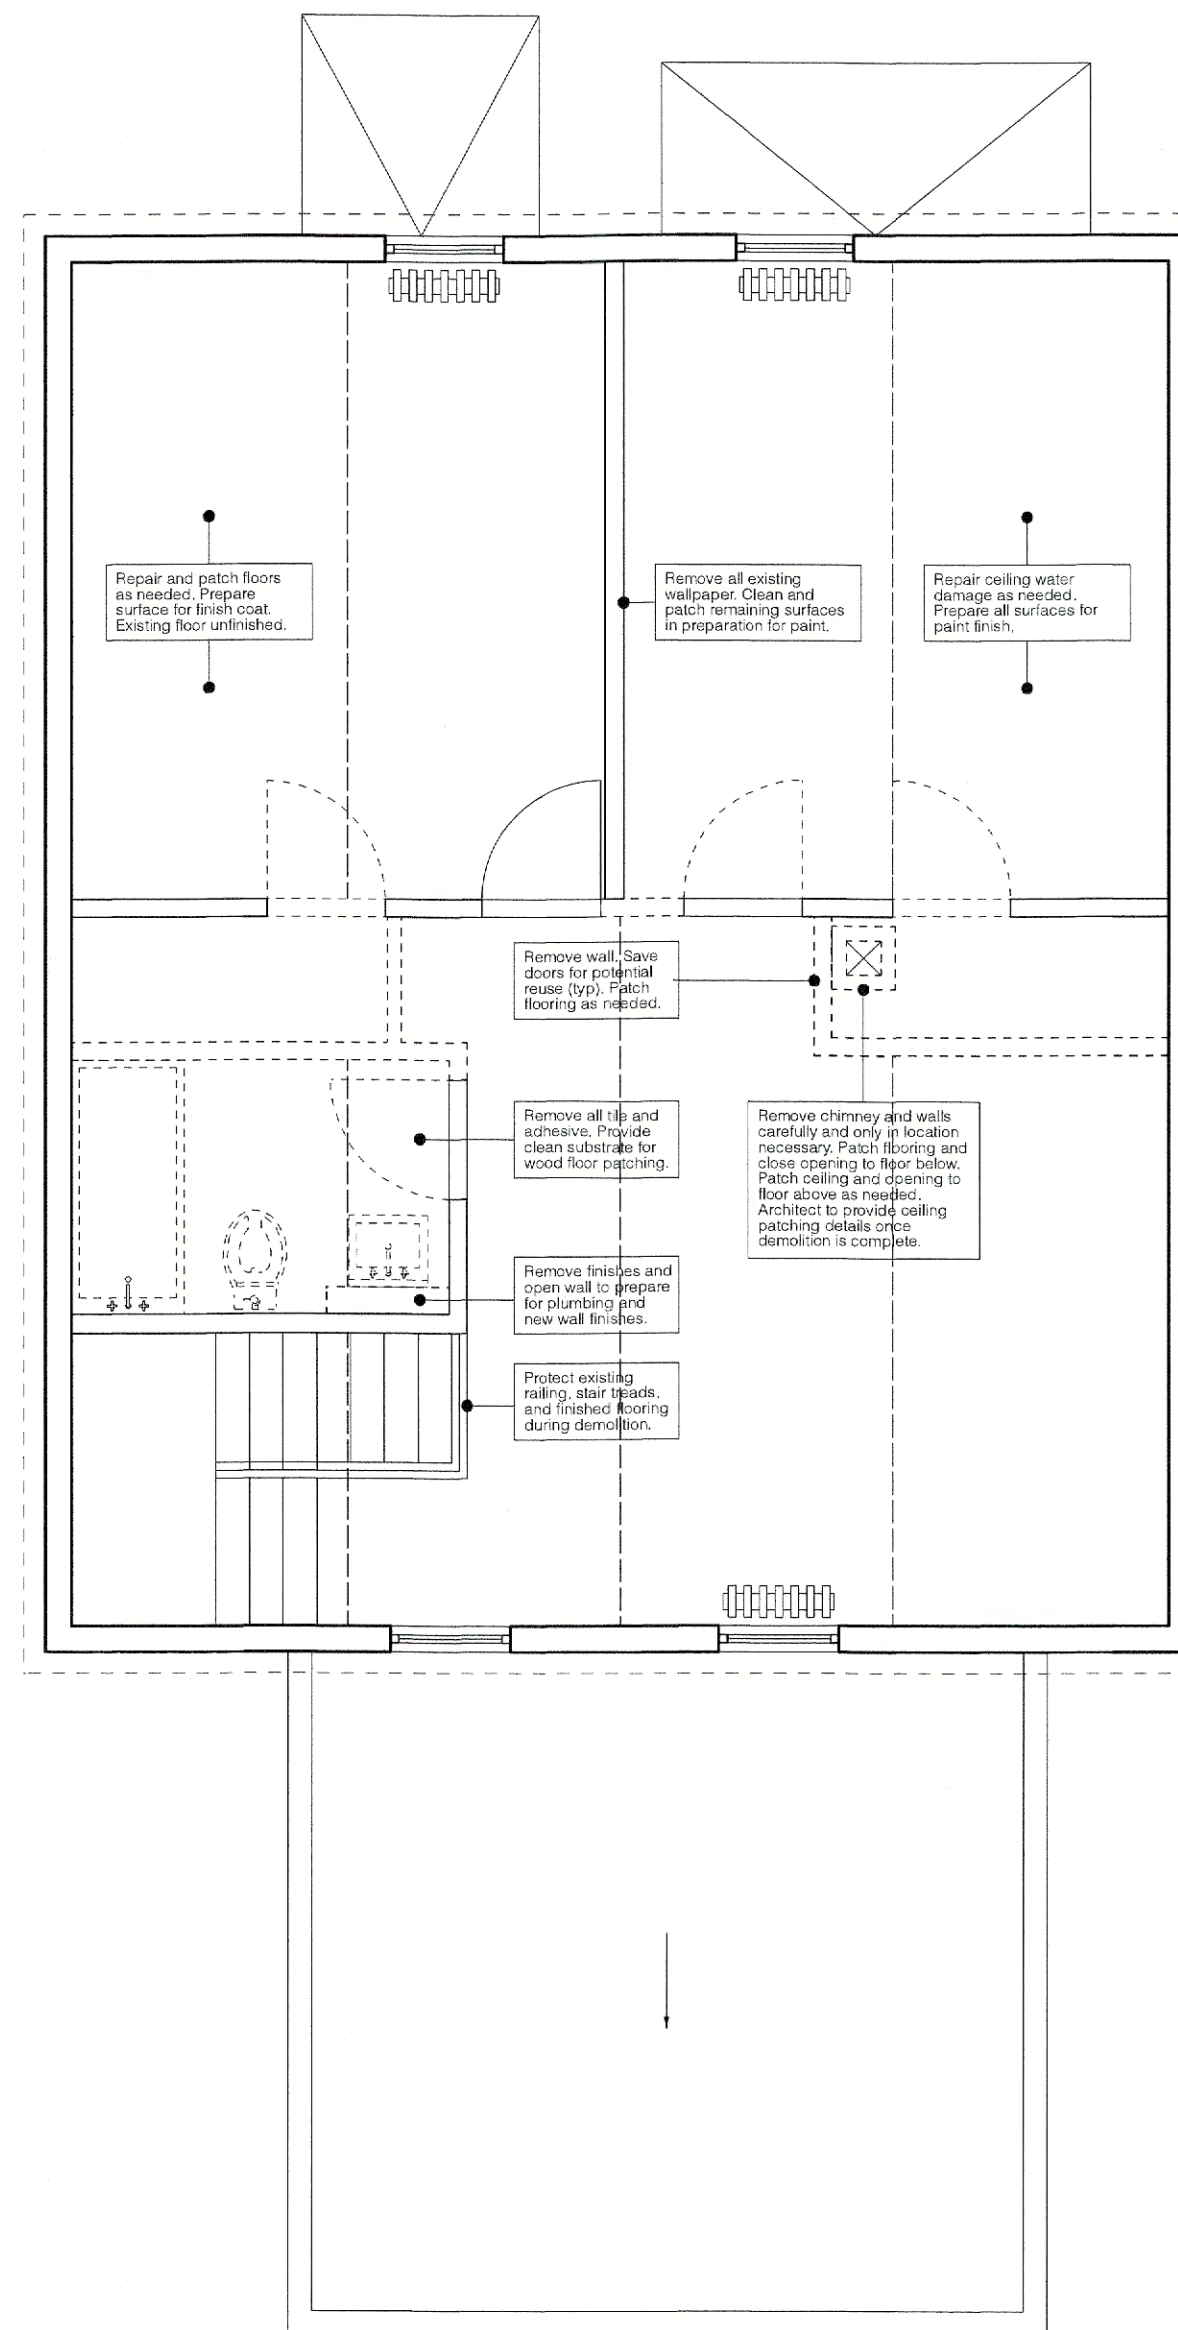 Repair and patch floors
as needed. Prepare
surface for finish coat.
Existing floor unfinished.
Remove all existing
wallpaper. Clean and
patch remaining surfaces
in preparation for paint.
Repair ceiling water
damage as needed.
Prepare all surfaces for
paint finish.
Remove wall. Save
doors for potential
reuse (typ). Patch
flooring as needed.
Remove all tile and
adhesive. Provide
clean substrate for
wood floor patching.
Remove chimney and walls
carefully and only in location
necessary. Patch flooring and
close opening to floor below.
Patch ceiling and opening to
floor above as needed.
Architect to provide ceiling
patching details once
demolition is complete.
Remove finishes and
open wall to prepare
for plumbing and
new wall finishes.
Protect existing
railing, stair treads,
and finished flooring
during demolition.